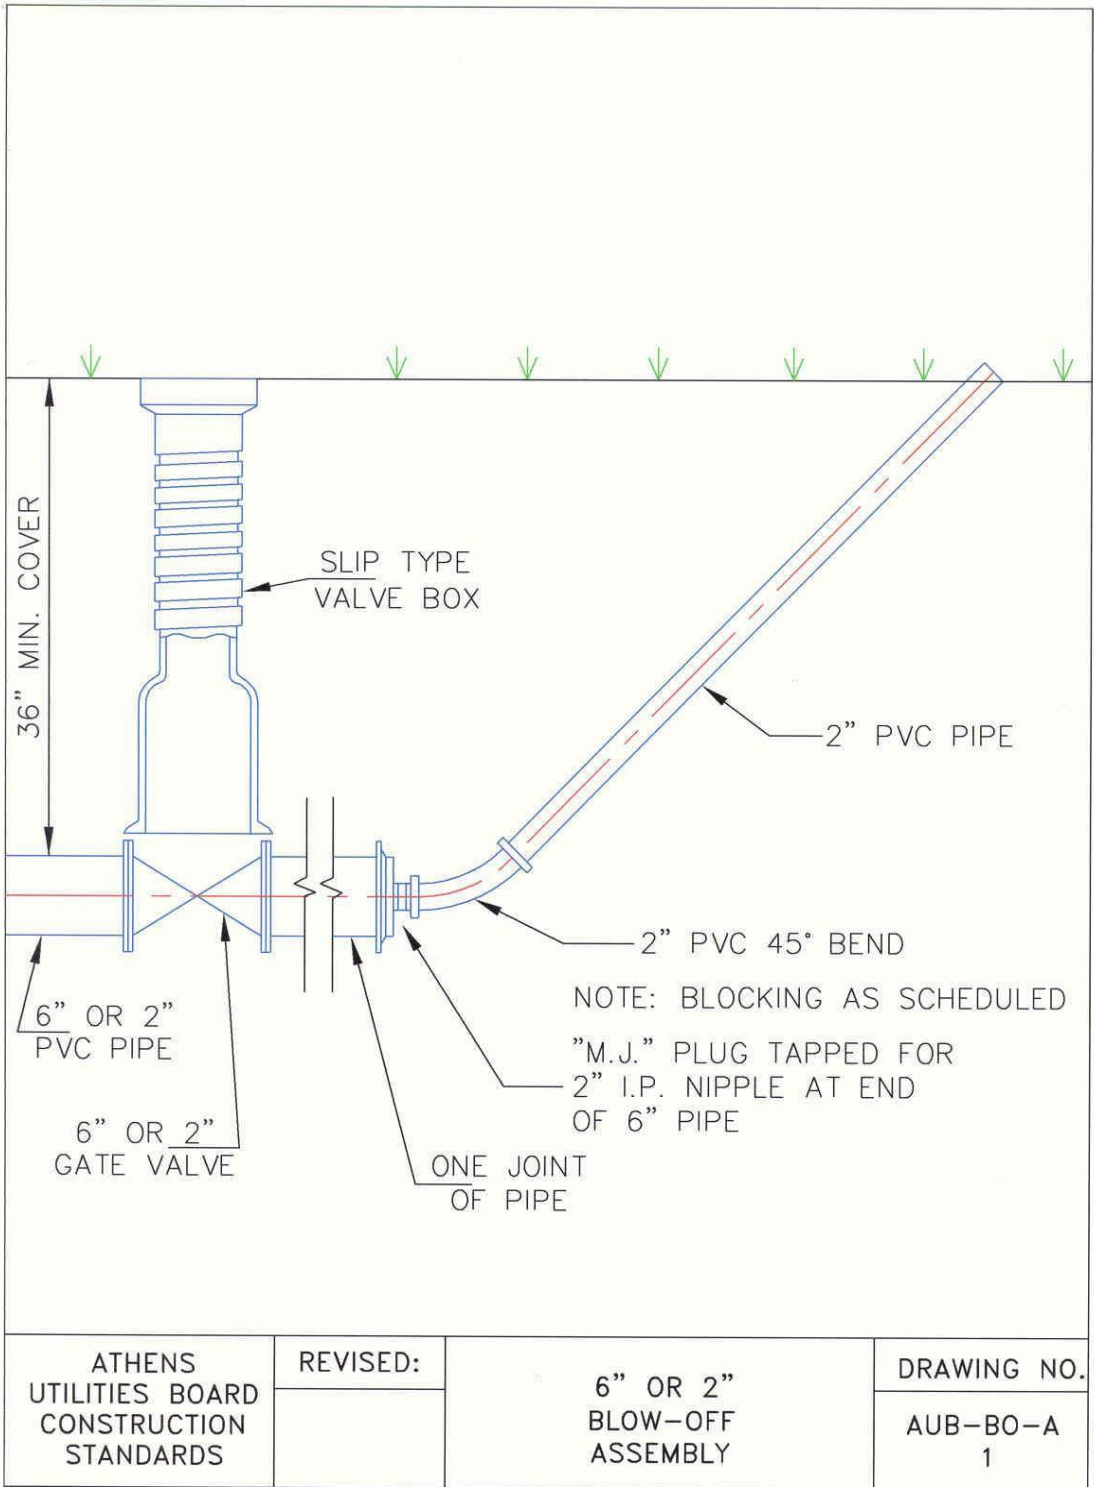 36” MIN. COVER
SLIP TYPE
VALVE BOX
2” PVC PIPE
2” PVC 45° BEND
NOTE: BLOCKING AS SCHEDULED
”M.J.” PLUG TAPPED FOR
2” I.P. NIPPLE AT END
OF 6” PIPE
6” OR 2”
PVC PIPE
6” OR 2”
GATE VALVE
ONE JOINT
OF PIPE
ATHENS
UTILITIES BOARD
CONSTRUCTION
STANDARDS
REVISED:
6” OR 2”
BLOW-OFF
ASSEMBLY
DRAWING NO.
AUB-BO-A
1